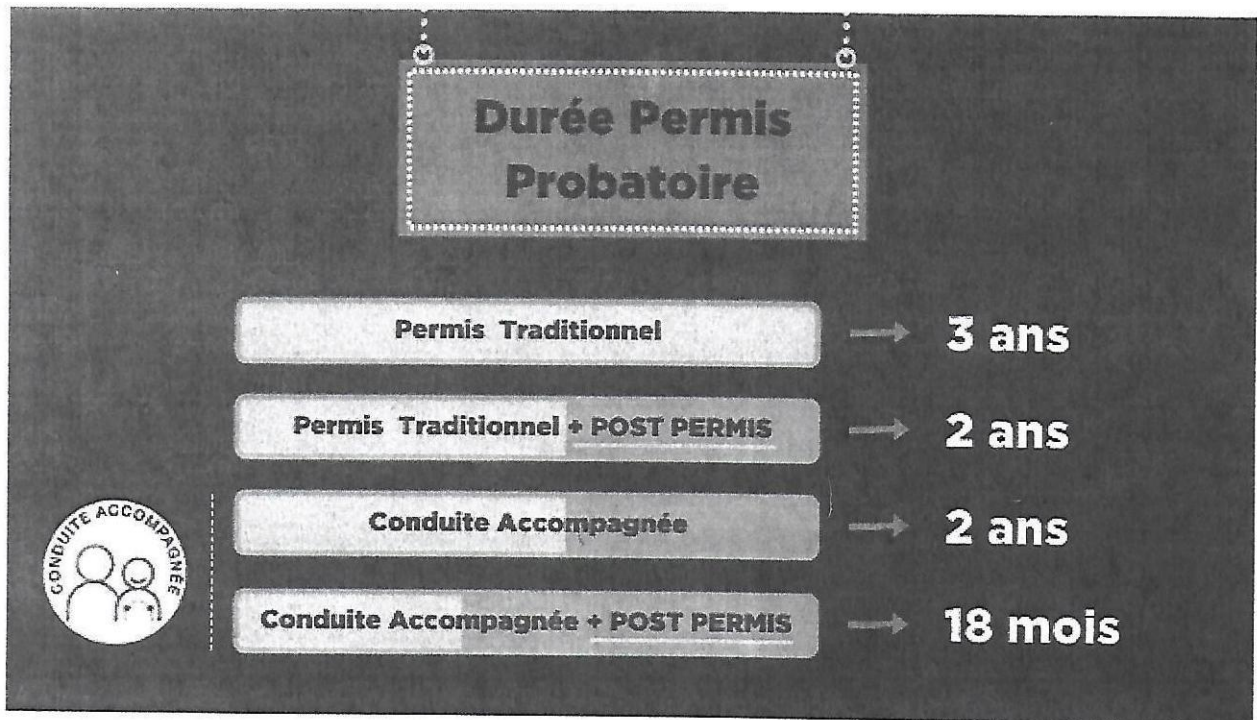 Durée Permis
Probatoire
Permis Traditionnel
3 ans
Permis Traditionnel + POST PERMIS
2 ans
Conduite Accompagnée
2 ans
CONDUITE ACCOMPAGNÉE
Conduite Accompagnée + POST PERMIS
18 mois